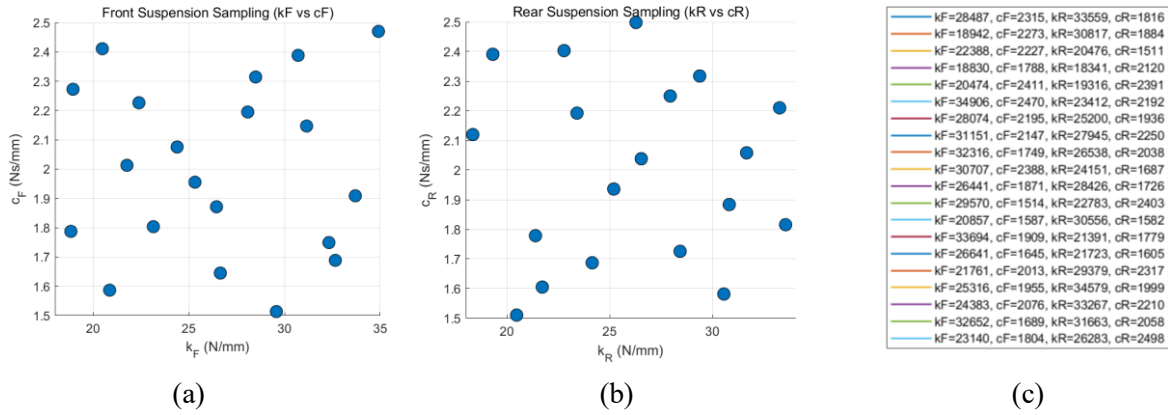 Front Suspension Sampling (kF vs cF)
2.5
2.4
2.3
2.2
2.1
2
1.9
1.8
1.7
1.6
1.5
c_F (Ns/mm)
20
25
30
35
k_F (N/mm)
(a)
Rear Suspension Sampling (kR vs cR)
2.5
2.4
2.3
2.2
2.1
2
1.9
1.8
1.7
1.6
1.5
c_R (Ns/mm)
20
25
30
k_R (N/mm)
(b)
kF=28487, cF=2315, kR=33559, cR=1816
kF=18942, cF=2273, kR=30817, cR=1884
kF=22388, cF=2227, kR=20476, cR=1511
kF=18830, cF=1788, kR=18341, cR=2120
kF=20474, cF=2411, kR=19316, cR=2391
kF=34906, cF=2470, kR=23412, cR=2192
kF=28074, cF=2195, kR=25200, cR=1936
kF=31151, cF=2147, kR=27945, cR=2250
kF=32316, cF=1749, kR=26538, cR=2038
kF=30707, cF=2388, kR=24151, cR=1687
kF=26441, cF=1871, kR=28426, cR=1726
kF=29570, cF=1514, kR=22783, cR=2403
kF=20857, cF=1587, kR=30556, cR=1582
kF=33694, cF=1909, kR=21391, cR=1779
kF=26641, cF=1645, kR=21723, cR=1605
kF=21761, cF=2013, kR=29379, cR=2317
kF=25316, cF=1955, kR=34579, cR=1999
kF=24383, cF=2076, kR=33267, cR=2210
kF=32652, cF=1689, kR=31663, cR=2058
kF=23140, cF=1804, kR=26283, cR=2498
(c)